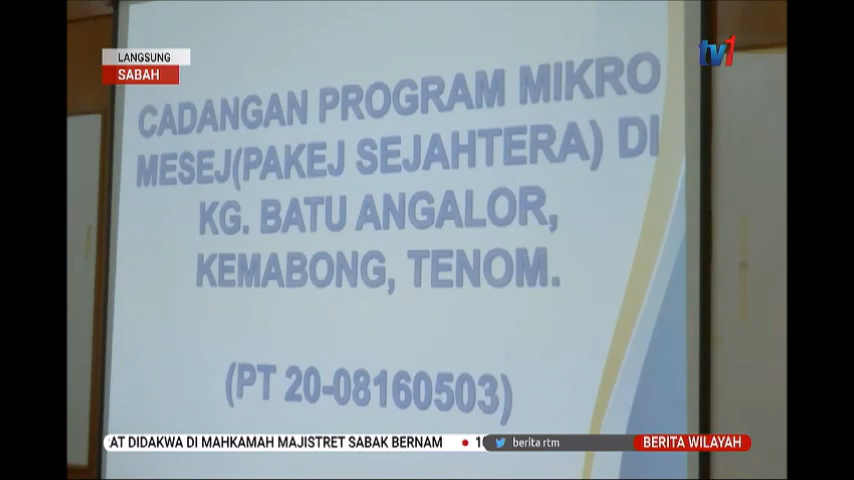 LANGSUNG
SABAH
tv1
CADANGAN PROGRAM MIKRO
MESEJ(PAKEJ SEJAHTERA) DI
KG. BATU ANGALOR,
KEMABONG, TENOM.
(PT 20-08160503)
AT DIDAKWA DI MAHKAMAH MAJISTRET SABAK BERNAM
1
berita rtm
BERITA WILAYAH